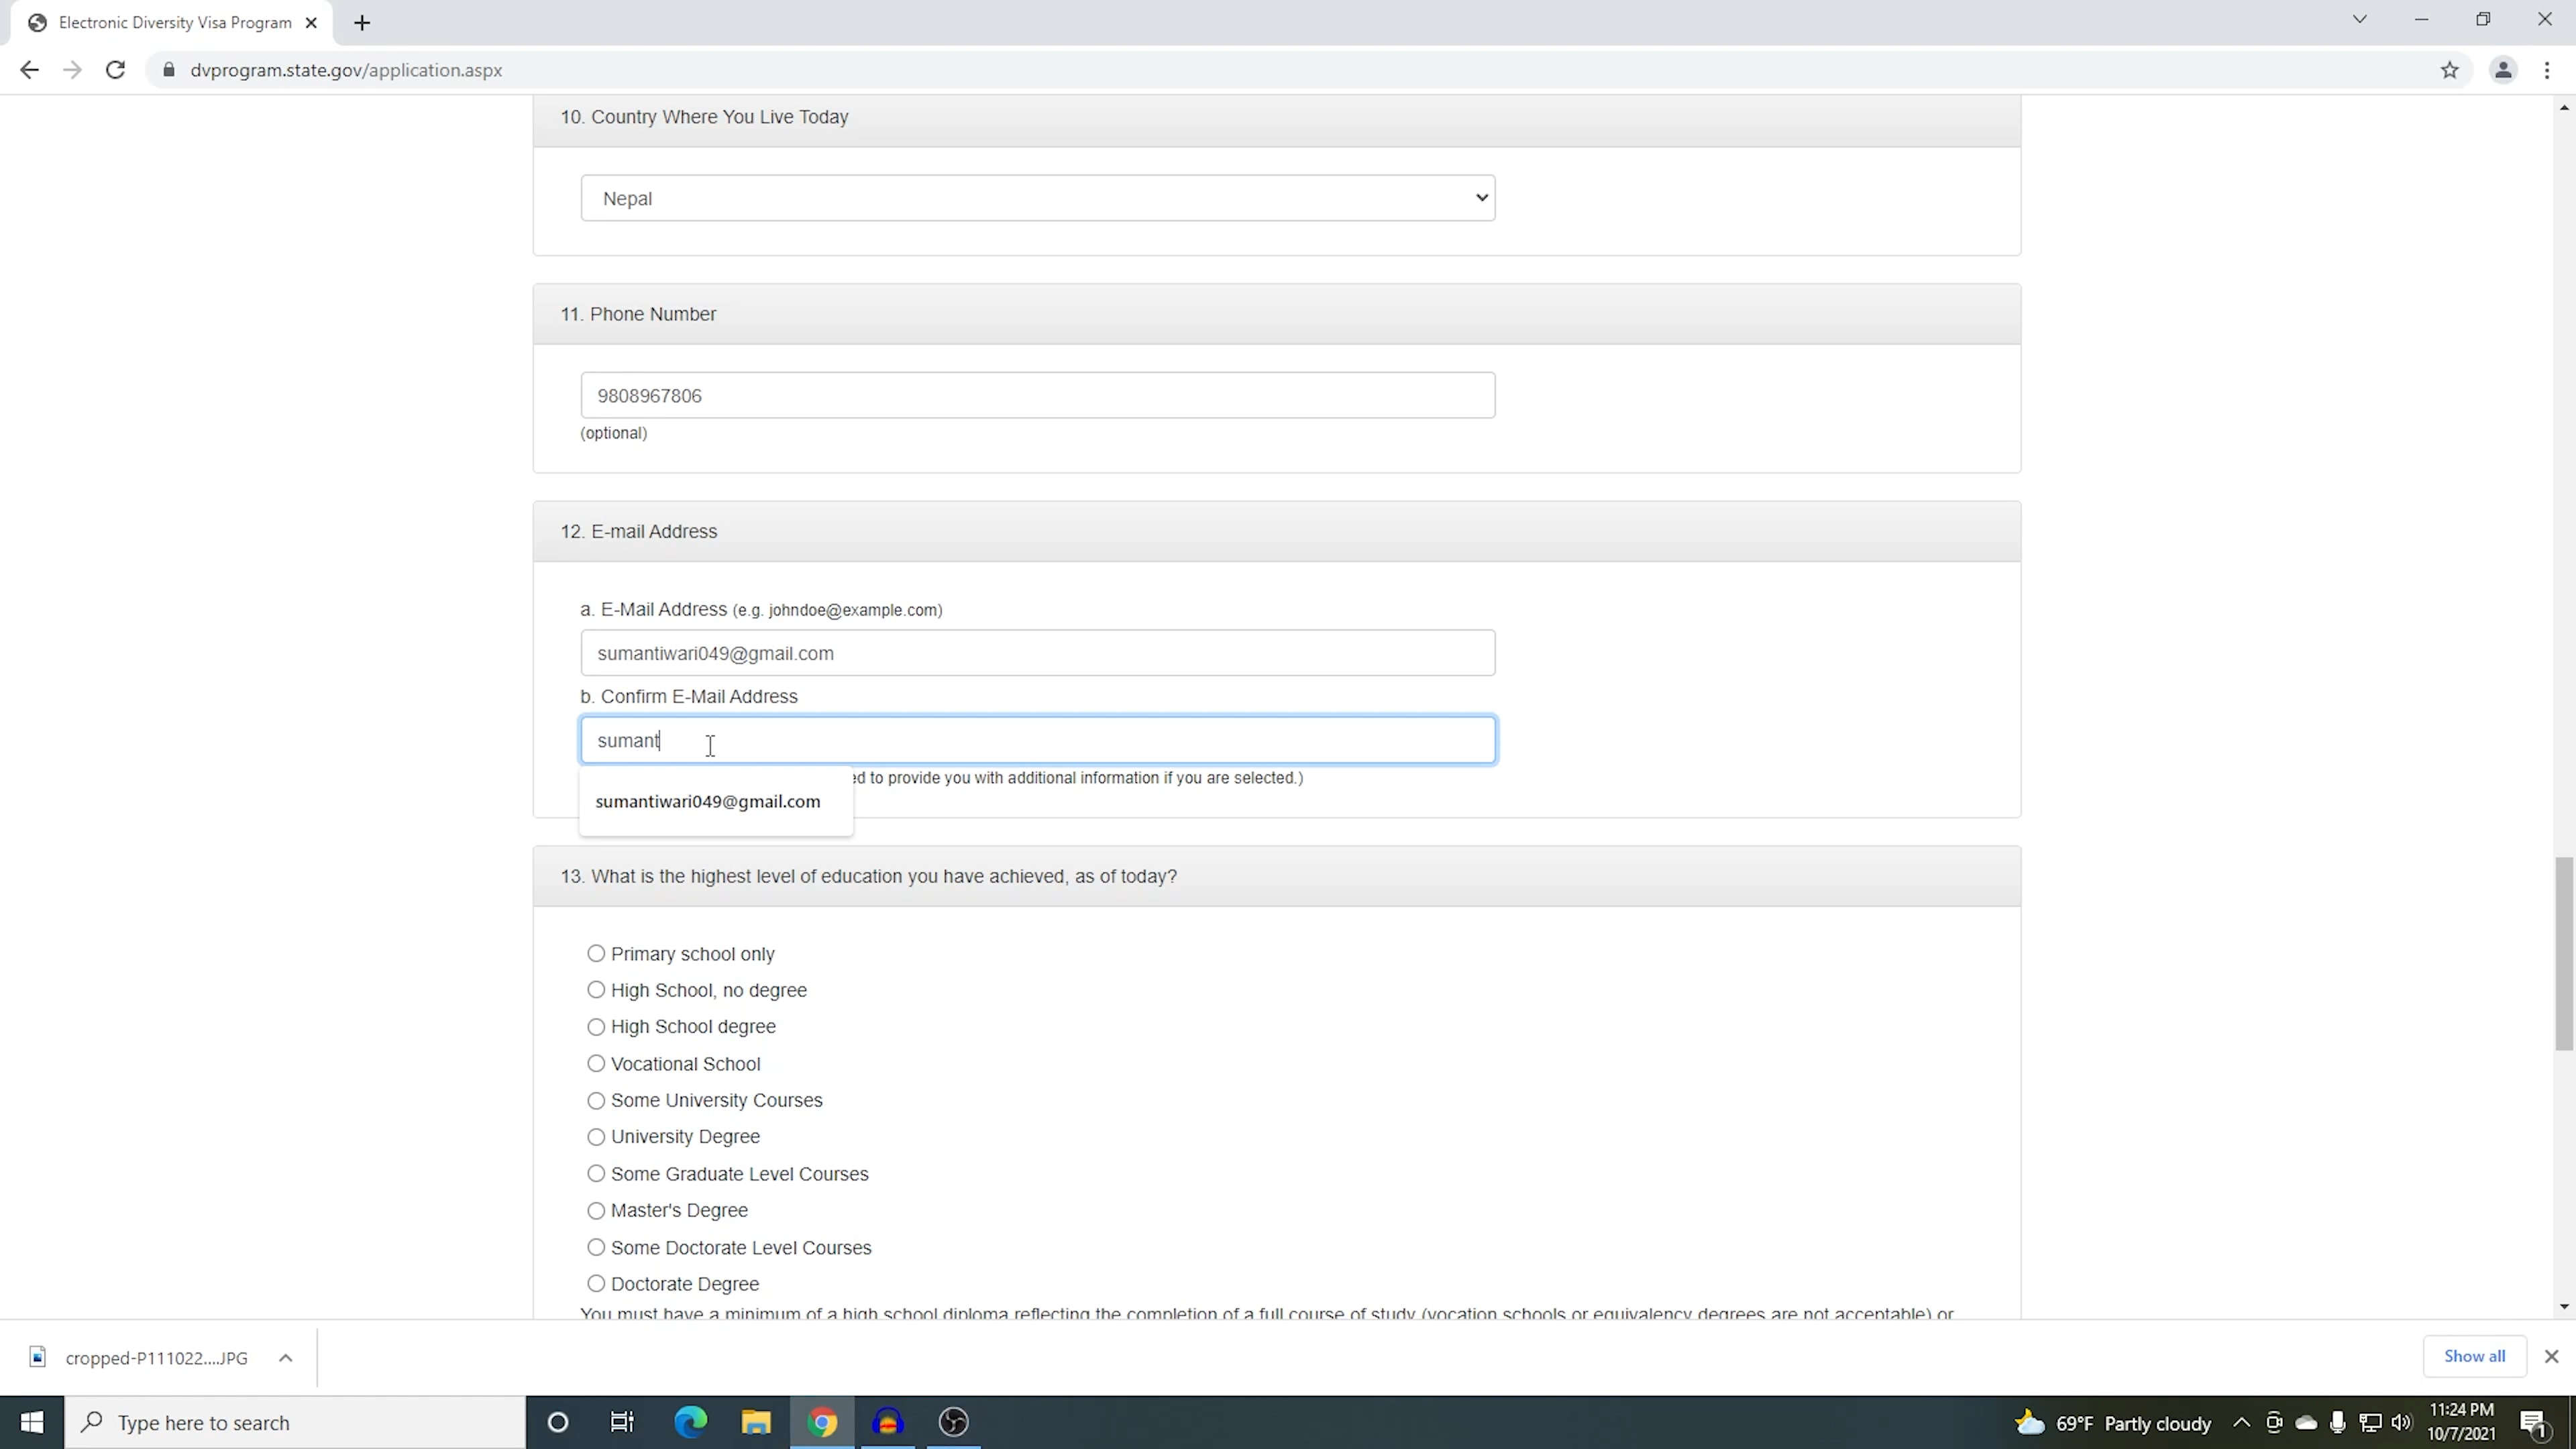 Electronic Diversity Visa Program
dvprogram.state.gov/application.aspx
10. Country Where You Live Today
Nepal
11. Phone Number
9808967806
(optional)
12. E-mail Address
a. E-Mail Address (e.g. johndoe@example.com)
sumantiwari049@gmail.com
b. Confirm E-Mail Address
sumant
ed to provide you with additional information if you are selected.)
sumantiwari049@gmail.com
13. What is the highest level of education you have achieved, as of today?
Primary school only
High School, no degree
High School degree
Vocational School
Some University Courses
University Degree
Some Graduate Level Courses
Master's Degree
Some Doctorate Level Courses
Doctorate Degree
You must have a minimum of a high school diploma reflecting the completion of a full course of study (vocation schools or equivalency degrees are not acceptable) or
cropped-P111022....JPG
Show all
Type here to search
69°F Partly cloudy
11:24 PM
10/7/2021
1